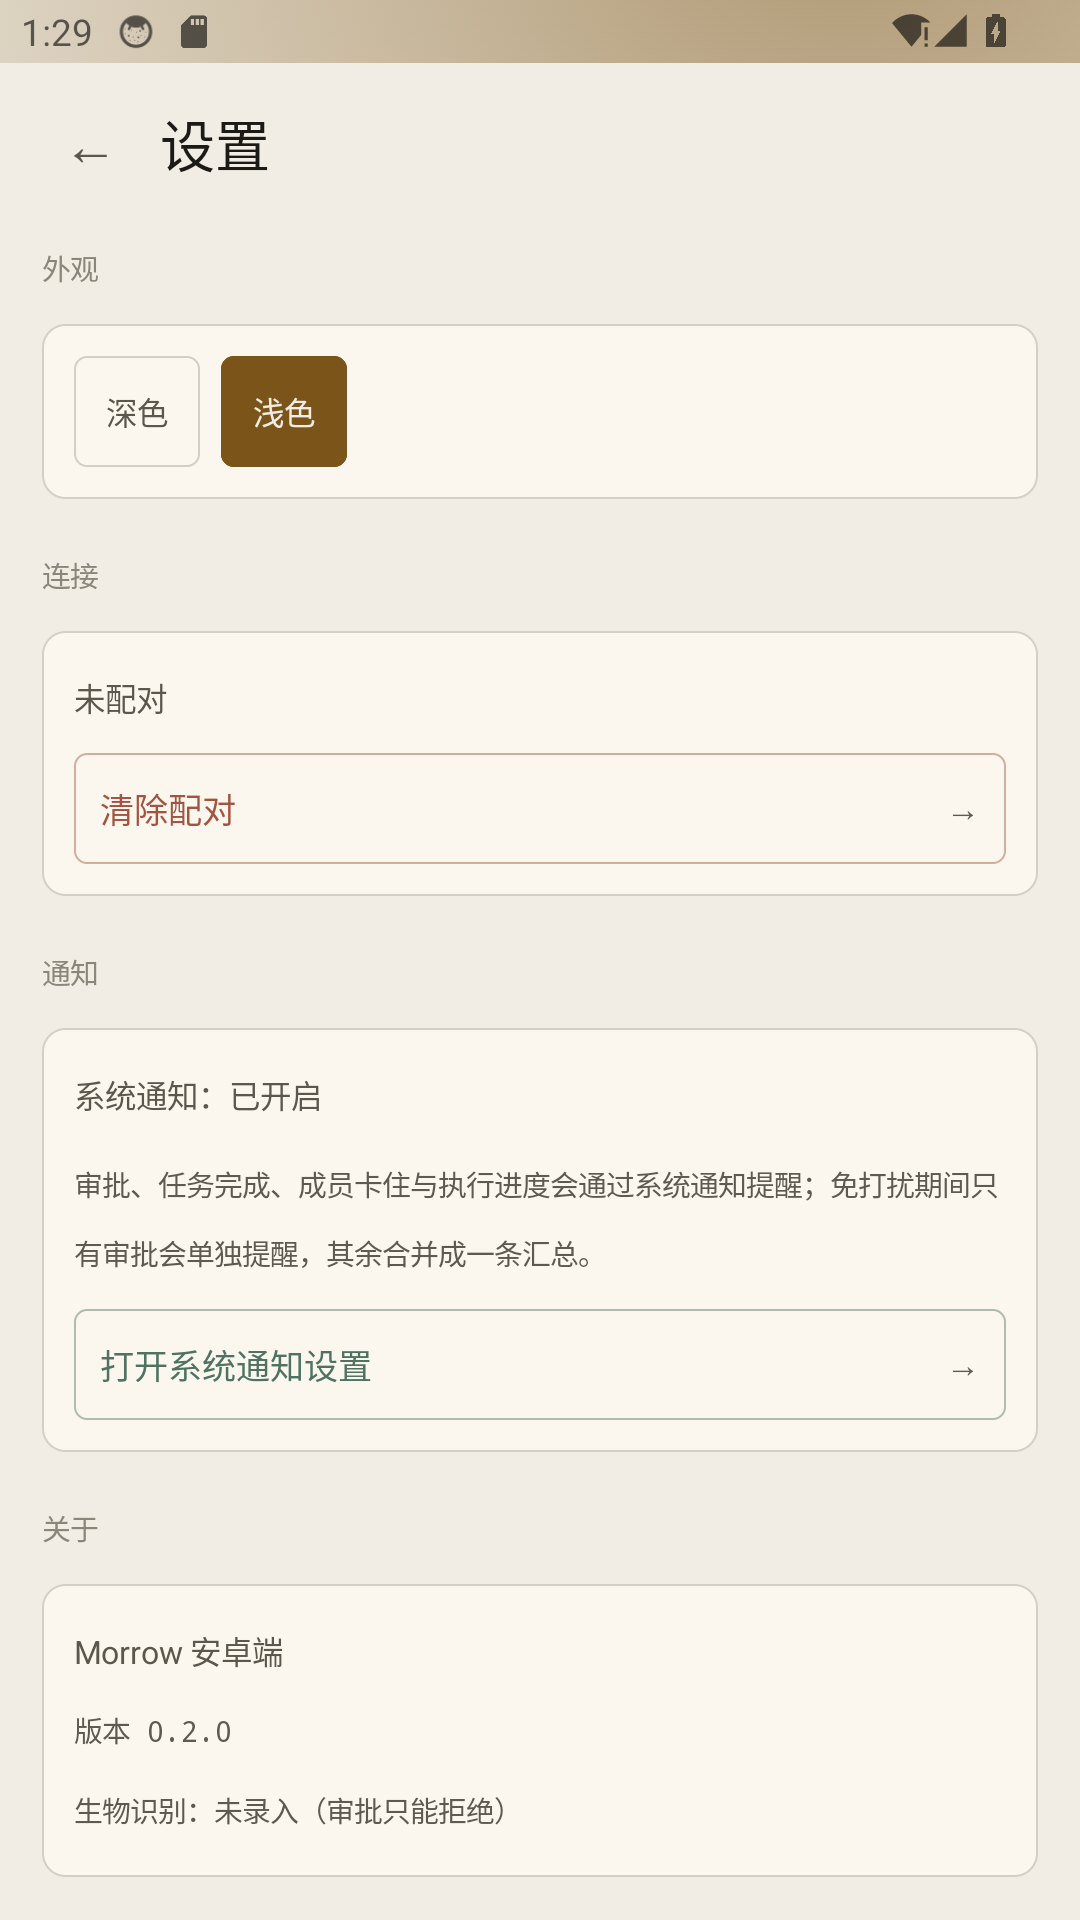 1:29
← 设置
外观
深色 浅色
连接
未配对
清除配对 →
通知
系统通知：已开启
审批、任务完成、成员卡住与执行进度会通过系统通知提醒；免打扰期间只
有审批会单独提醒，其余合并成一条汇总。
打开系统通知设置 →
关于
Morrow 安卓端
版本 0.2.0
生物识别：未录入（审批只能拒绝）